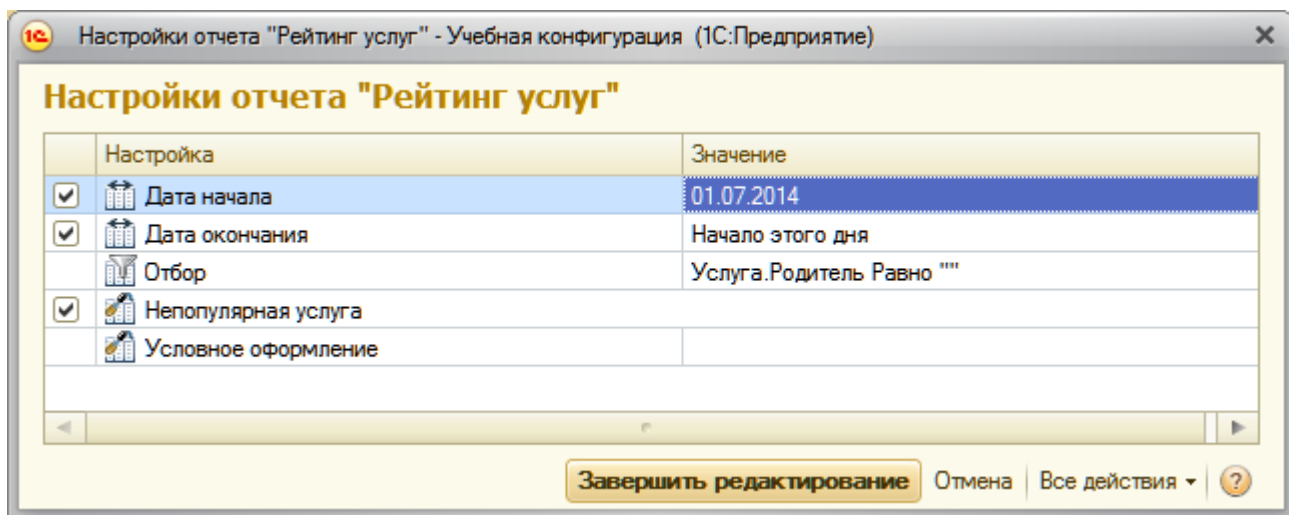 1С Настройки отчета "Рейтинг услуг" - Учебная конфигурация (1С:Предприятие)
Настройки отчета "Рейтинг услуг"
Настройка Значение
Дата начала 01.07.2014
Дата окончания Начало этого дня
Отбор Услуга.Родитель Равно ""
Непопулярная услуга
Условное оформление
Завершить редактирование Отмена Все действия ?